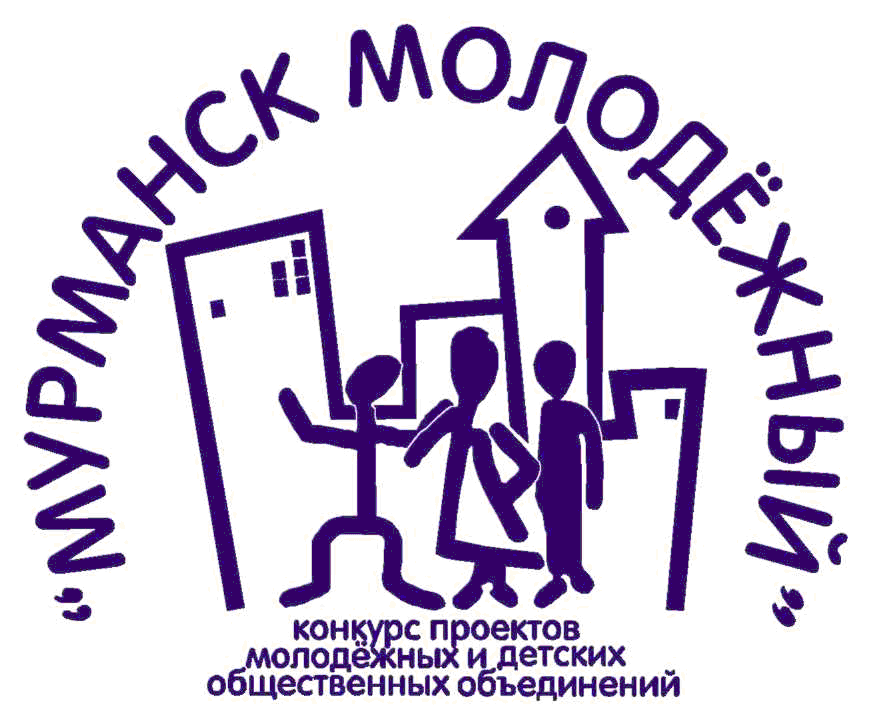 “МУРМАНСК МОЛОДЁЖНЫЙ”
конкурс проектов
молодёжных и детских
общественных объединений